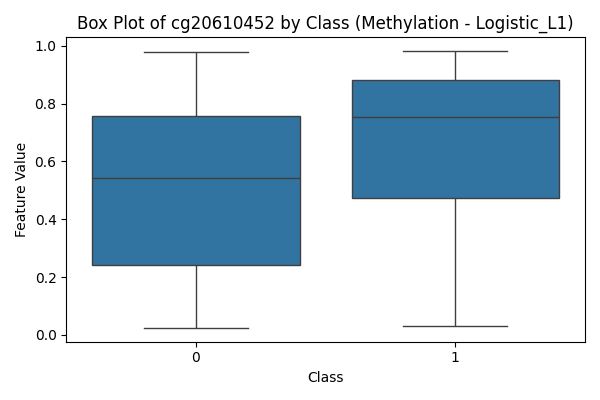 Box Plot of cg20610452 by Class (Methylation - Logistic_L1)
1.0
0.8
0.6
0.4
0.2
0.0
Feature Value
0 1
Class